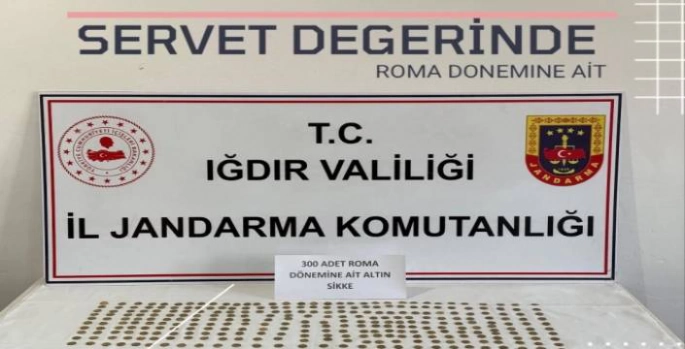 SERVET DEGERİNDE
ROMA DONEMINE AİT
T.C.
IĞDIR VALİLİĞİ
İL JANDARMA KOMUTANLIĞI
JANDARMA
300 ADET ROMA
DÖNEMİNE AİT ALTIN
SİKKE